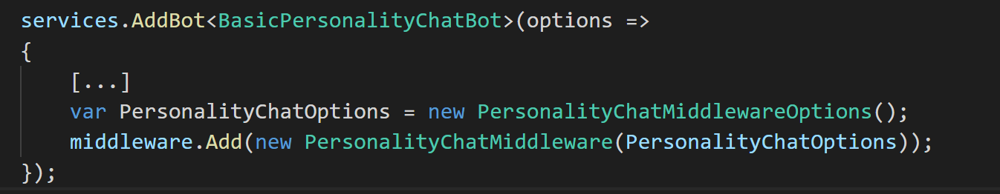 services.AddBot<BasicPersonalityChatBot>(options =>
{
[...]
var PersonalityChatOptions = new PersonalityChatMiddlewareOptions();
middleware.Add(new PersonalityChatMiddleware(PersonalityChatOptions));
});